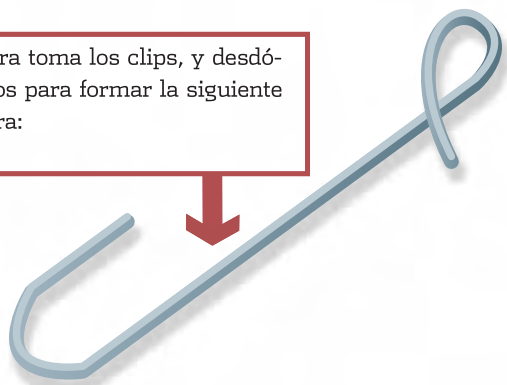 ra toma los clips, y desdó-
os para formar la siguiente
ra: